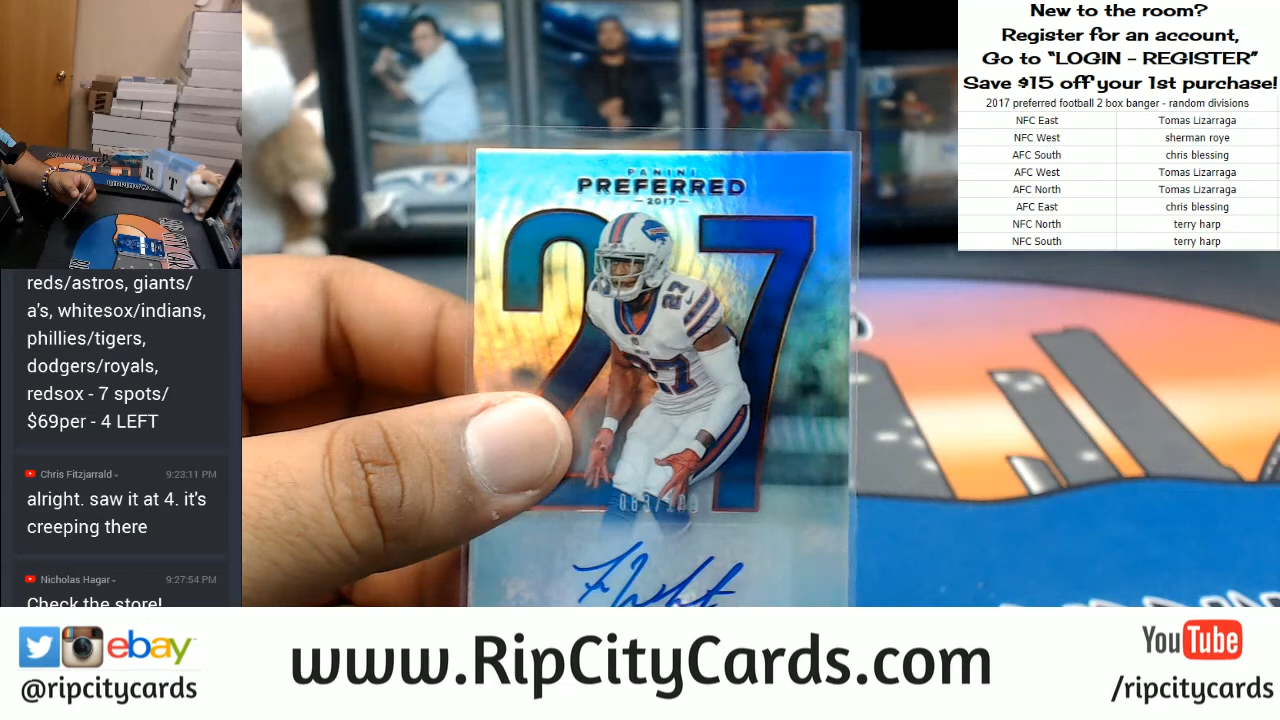 New to the room?
Register for an account,
Go to "LOGIN - REGISTER"
Save $15 off your 1st purchase!
2017 preferred football 2 box banger - random divisions
NFC East Tomas Lizarraga
NFC West sherman roye
AFC South chris blessing
AFC West Tomas Lizarraga
AFC North Tomas Lizarraga
AFC East chris blessing
NFC North terry harp
NFC South terry harp
reds/astros, giants/
a's, whitesox/indians,
phillies/tigers,
dodgers/royals,
redsox - 7 spots/
$69per - 4 LEFT
Chris Fitzjarrald 9:23:11 PM
alright. saw it at 4. it's
creeping there
Nicholas Hagar 9:27:54 PM
Check the store!
PANINI
PREFERRED
2017
27
27
27
ebay
@ripcitycards
www.RipCityCards.com
YouTube
/ripcitycards